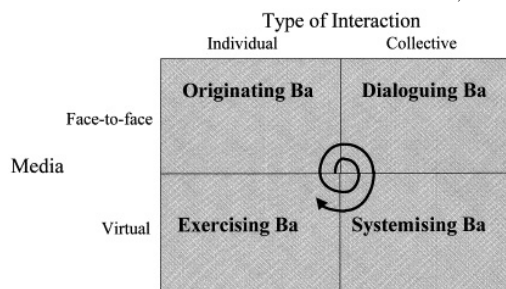 Type of Interaction
Individual Collective
Originating Ba Dialoguing Ba
Face-to-face
Media
Virtual Exercising Ba Systemising Ba